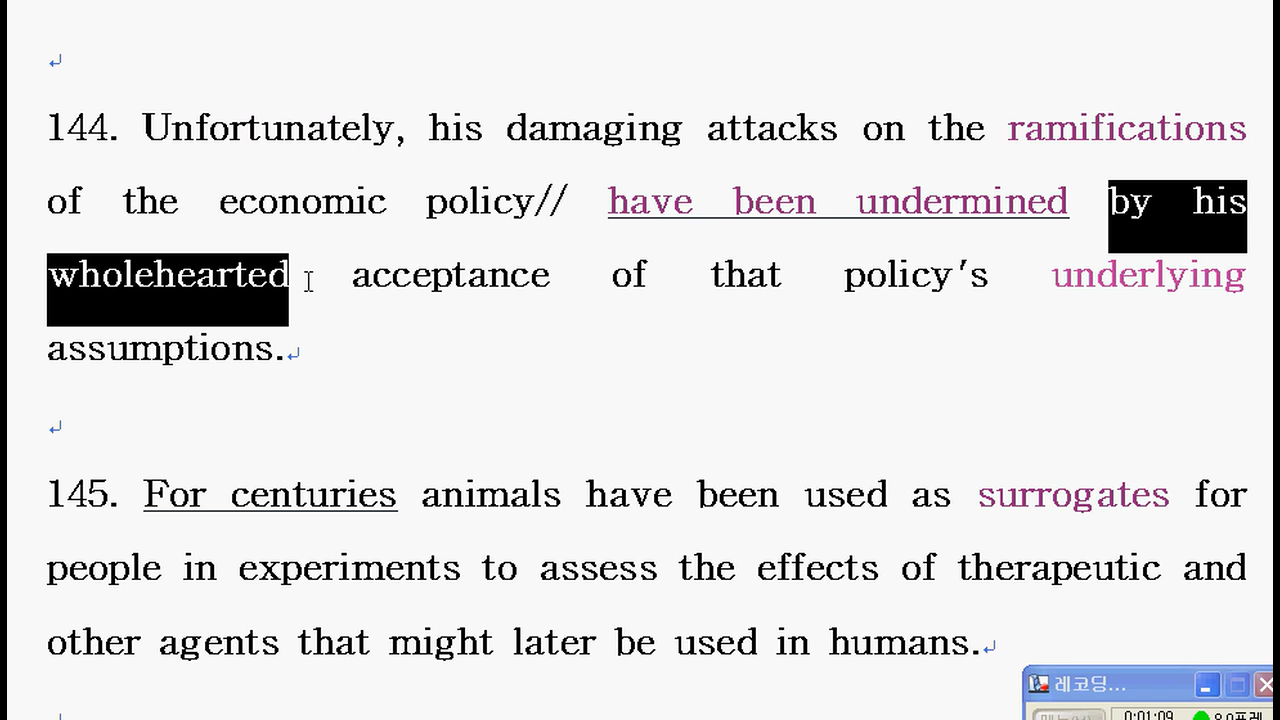 144. Unfortunately, his damaging attacks on the ramifications
of the economic policy// have been undermined by his
wholehearted acceptance of that policy's underlying
assumptions.
145. For centuries animals have been used as surrogates for
people in experiments to assess the effects of therapeutic and
other agents that might later be used in humans.
레코딩...
0:01:09